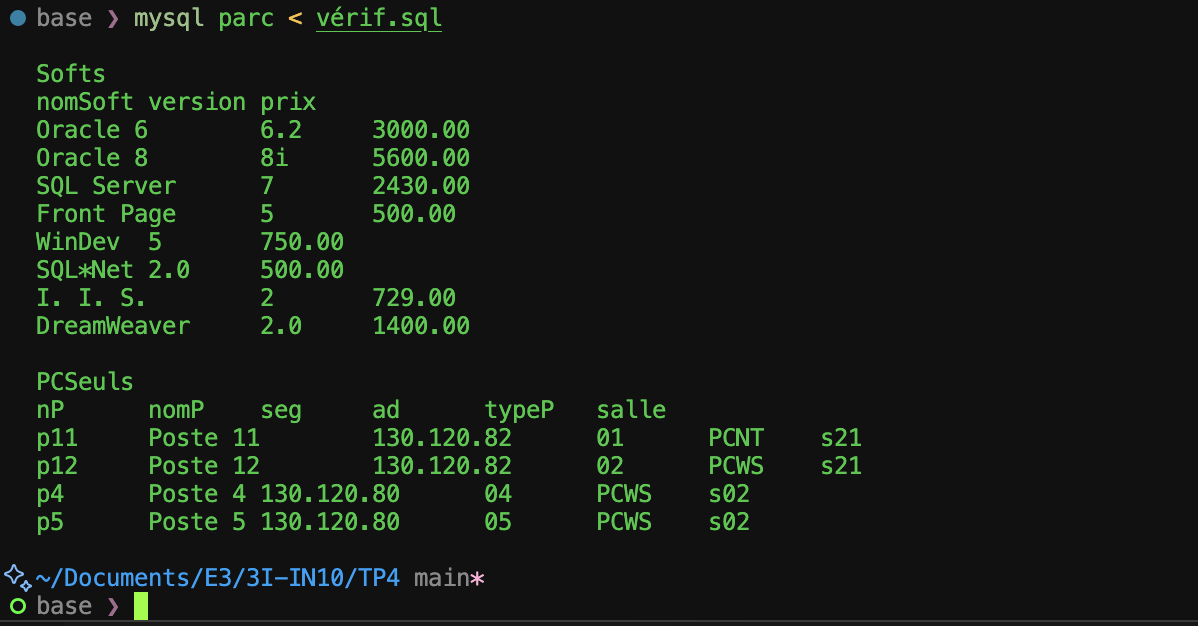 base ❯ mysql parc < vérif.sql
Softs
nomSoft version prix
Oracle 6 6.2 3000.00
Oracle 8 8i 5600.00
SQL Server 7 2430.00
Front Page 5 500.00
WinDev 5 750.00
SQL*Net 2.0 500.00
I. I. S. 2 729.00
DreamWeaver 2.0 1400.00
PCSeuls
nP nomP seg ad typeP salle
p11 Poste 11 130.120.82 01 PCNT s21
p12 Poste 12 130.120.82 02 PCWS s21
p4 Poste 4 130.120.80 04 PCWS s02
p5 Poste 5 130.120.80 05 PCWS s02
~/Documents/E3/3I-IN10/TP4 main*
base ❯